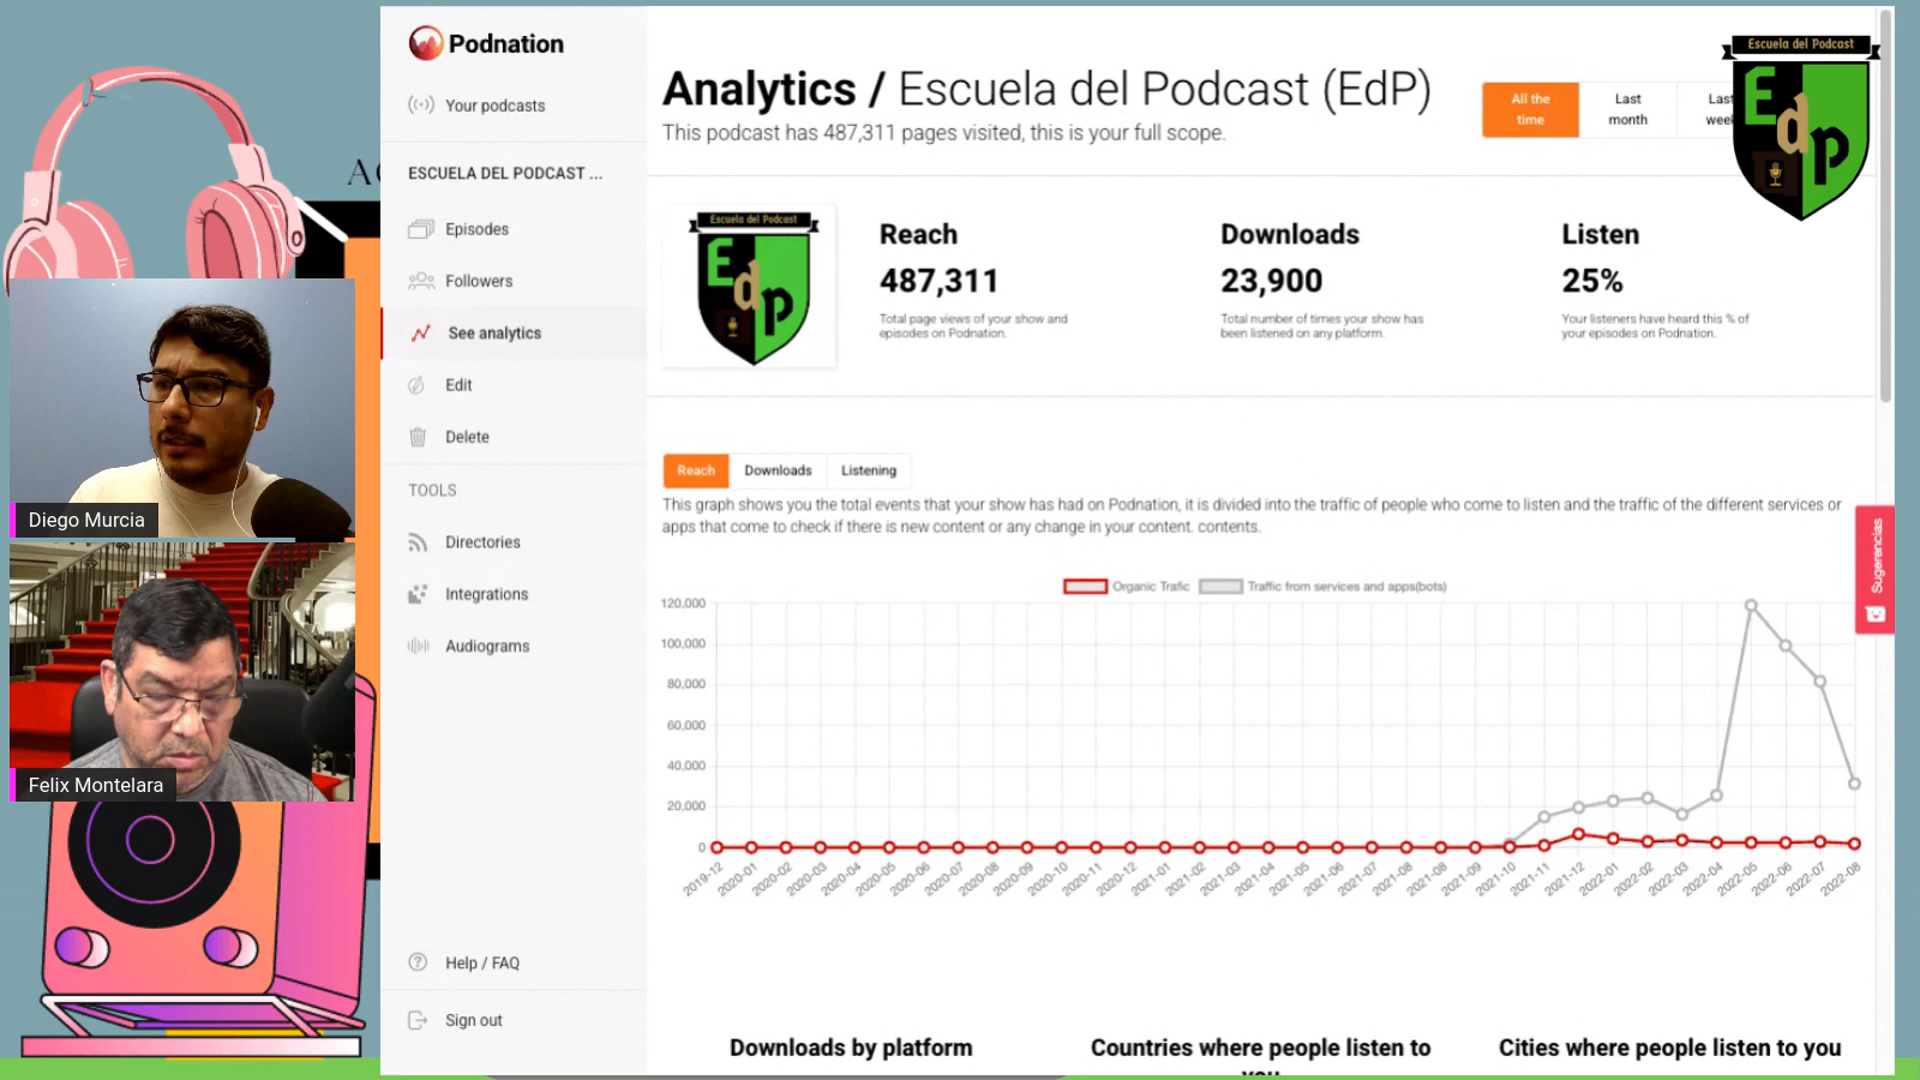 Podnation
Your podcasts
ESCUELA DEL PODCAST ...
Episodes
Followers
See analytics
Edit
Delete
TOOLS
Directories
Integrations
Audiograms
Help / FAQ
Sign out
Analytics / Escuela del Podcast (EdP)
This podcast has 487,311 pages visited, this is your full scope.
All the
time
Last
month
Last
week
Escuela del Podcast
E
d
p
Escuela del Podcast
E
d
p
Reach
487,311
Total page views of your show and
episodes on Podnation.
Downloads
23,900
Total number of times your show has
been listened on any platform.
Listen
25%
Your listeners have heard this % of
your episodes on Podnation.
Reach
Downloads
Listening
This graph shows you the total events that your show has had on Podnation, it is divided into the traffic of people who come to listen and the traffic of the different services or
apps that come to check if there is new content or any change in your content. contents.
Organic Trafic
Traffic from services and apps(bots)
120,000
100,000
80,000
60,000
40,000
20,000
0
2019-12
2020-01
2020-02
2020-03
2020-04
2020-05
2020-06
2020-07
2020-08
2020-09
2020-10
2020-11
2020-12
2021-01
2021-02
2021-03
2021-04
2021-05
2021-06
2021-07
2021-08
2021-09
2021-10
2021-11
2021-12
2022-01
2022-02
2022-03
2022-04
2022-05
2022-06
2022-07
2022-08
Sugerencias
Downloads by platform
Countries where people listen to
you
Cities where people listen to you
Diego Murcia
Felix Montelara